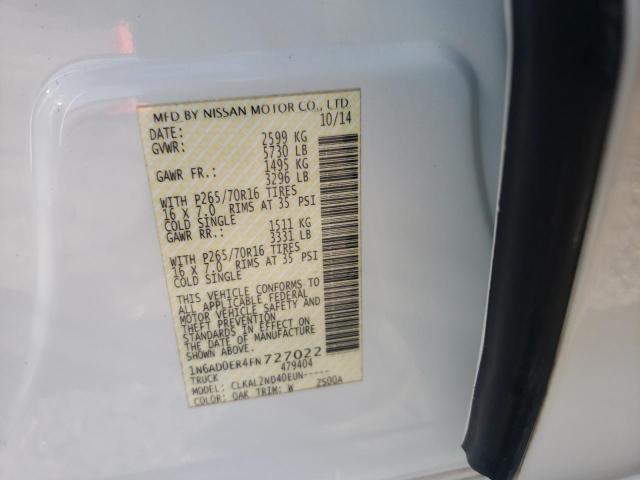 MFD BY NISSAN MOTOR CO., LTD
DATE: 10/14
GVWR: 2599 KG
5730 LB
GAWR FR.: 1495 KG
3296 LB
WITH P265/70R16 TIRES
16 X 7.0 RIMS AT 35 PSI
COLD SINGLE
GAWR RR.: 1511 KG
3331 LB
WITH P265/70R16 TIRES
16 X 7.0 RIMS AT 35 PSI
COLD SINGLE
THIS VEHICLE CONFORMS TO
ALL APPLICABLE FEDERAL
MOTOR VEHICLE SAFETY AND
THEFT PREVENTION
STANDARDS IN EFFECT ON
THE DATE OF MANUFACTURE
SHOWN ABOVE.
1N6AD0ER4FN727022
TRUCK 479404
MODEL: CLKAL2ND40EUN-----
COLOR: QAK TRIM: W 2S00A